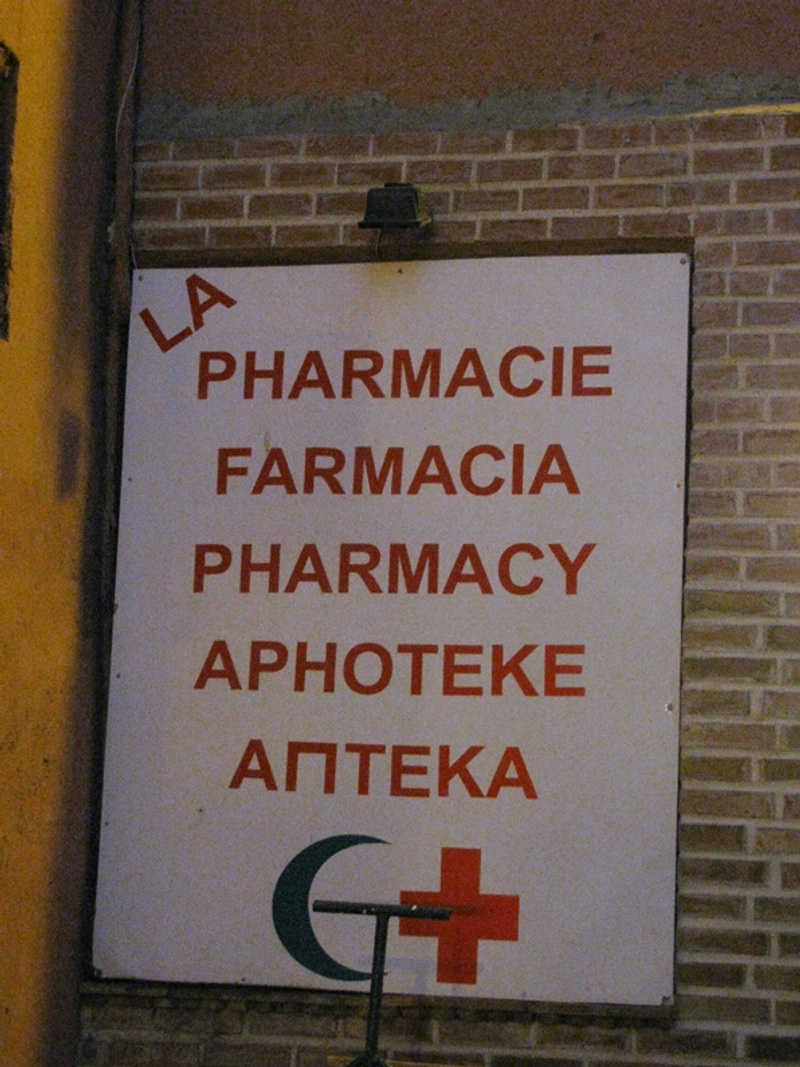 LA
PHARMACIE
FARMACIA
PHARMACY
APHOTEKE
АПТЕКА